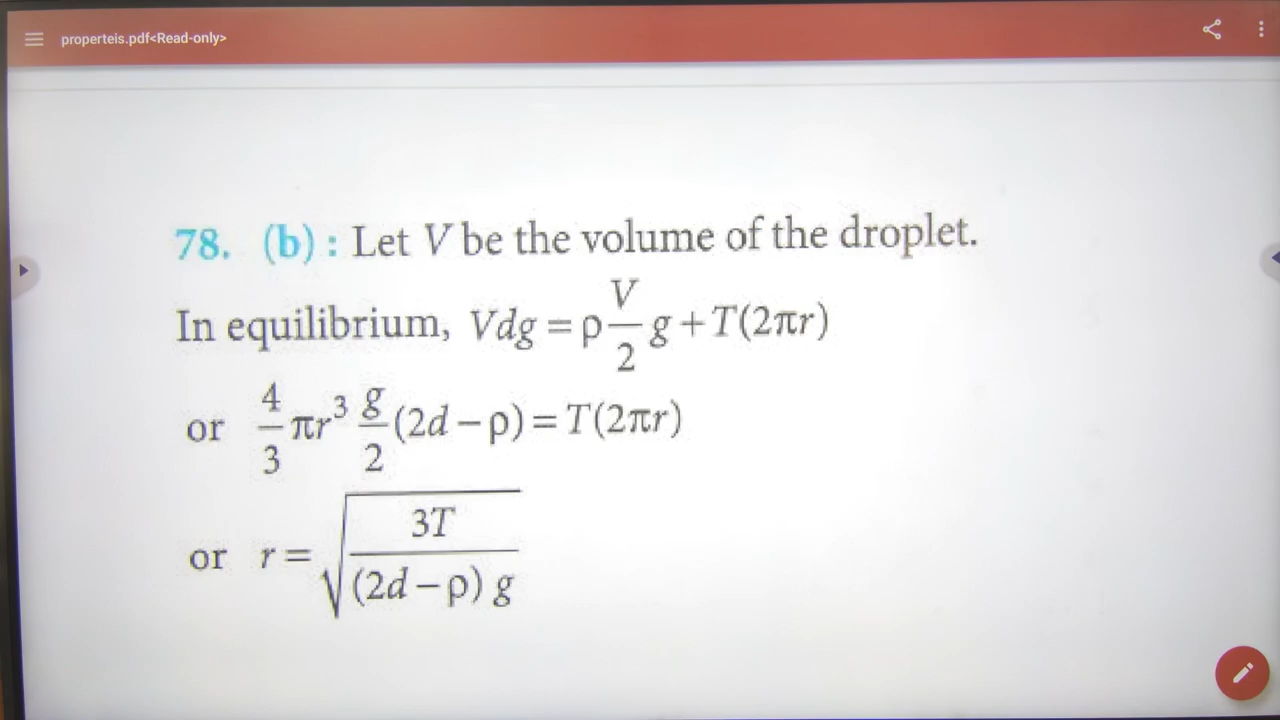 properteis.pdf<Read-only>
78. (b) : Let V be the volume of the droplet.
In equilibrium, Vdg = ρ V/2 g + T(2πr)
or 4/3 πr³ g/2 (2d − ρ) = T(2πr)
or r = √(3T/((2d − ρ) g))